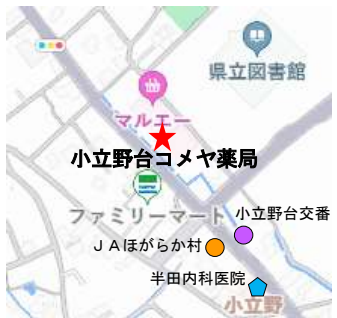 県立図書館
マルエー
小立野台コメヤ薬局
ファミリーマート
小立野台交番
JAほがらか村
半田内科医院
小立野